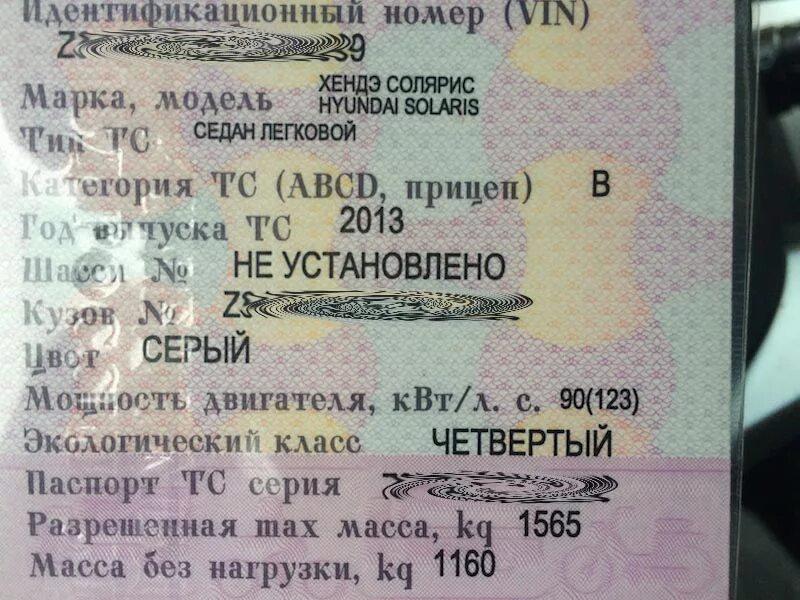 Идентификационный номер (VIN)
Марка, модель ХЕНДЭ СОЛЯРИС
HYUNDAI SOLARIS
Тип ТС СЕДАН ЛЕГКОВОЙ
Категория ТС (ABCD, прицеп) B
Год выпуска ТС 2013
Шасси № НЕ УСТАНОВЛЕНО
Кузов №
Цвет СЕРЫЙ
Мощность двигателя, кВт/л. с. 90(123)
Экологический класс ЧЕТВЕРТЫЙ
Паспорт ТС серия
Разрешенная max масса, kg 1565
Масса без нагрузки, kg 1160